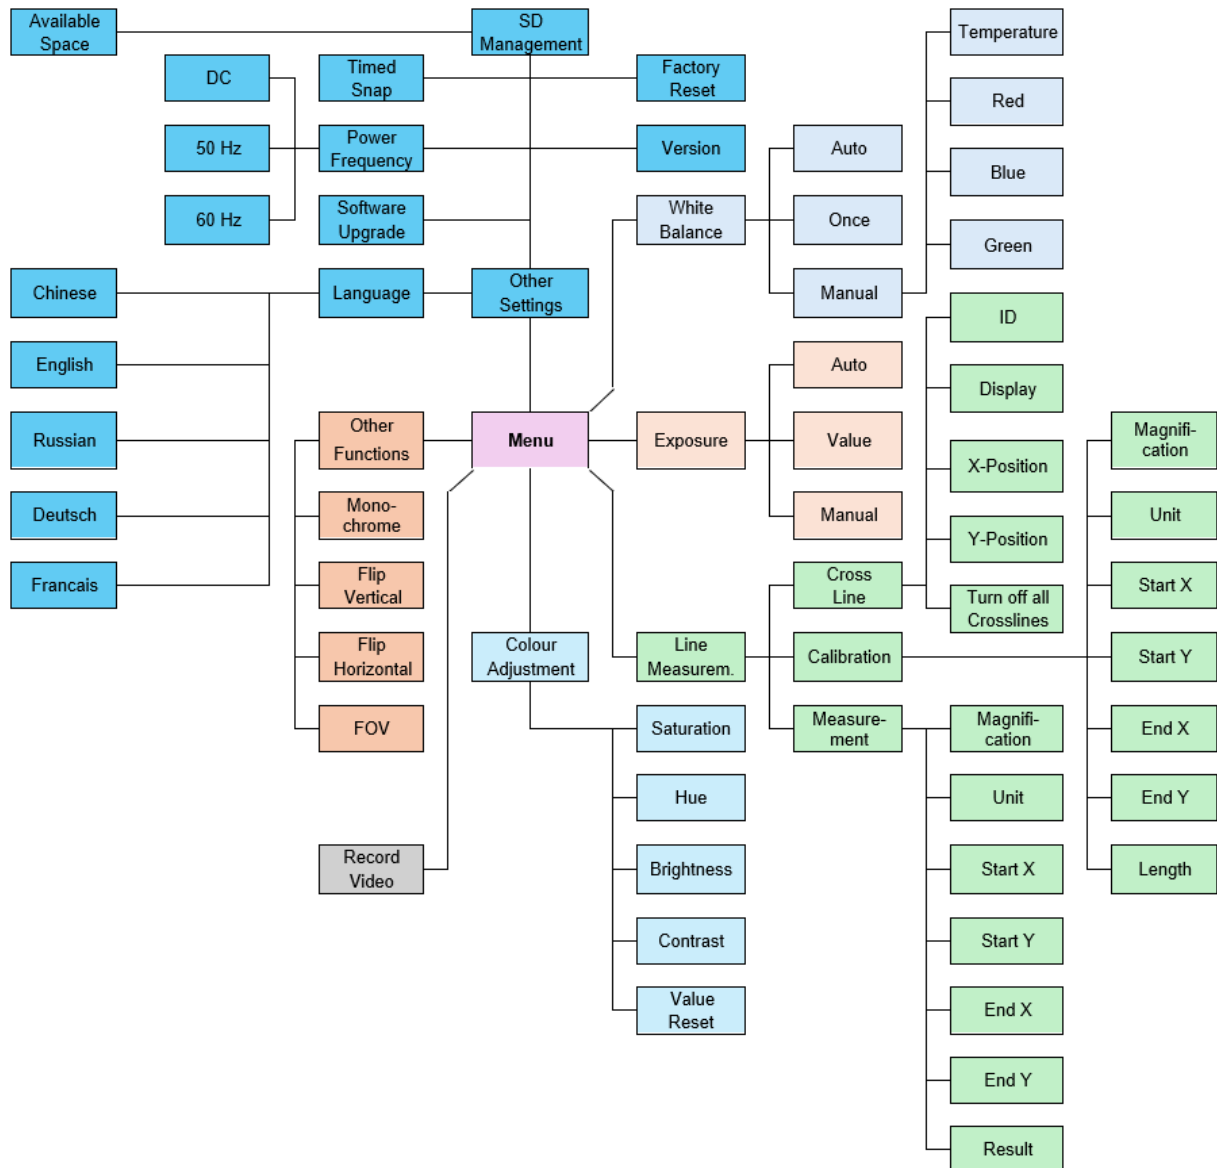 Available
Space
SD
Management
Temperature
DC
Timed
Snap
Factory
Reset
Red
50 Hz
Power
Frequency
Version
Auto
Blue
60 Hz
Software
Upgrade
White
Balance
Once
Green
Chinese
Language
Other
Settings
Manual
ID
English
Auto
Display
Russian
Other
Functions
Menu
Exposure
Value
X-Position
Magnifi-
cation
Deutsch
Mono-
chrome
Manual
Y-Position
Unit
Francais
Flip
Vertical
Cross
Line
Turn off all
Crosslines
Start X
Flip
Horizontal
Colour
Adjustment
Line
Measurem.
Calibration
Start Y
FOV
Saturation
Measure-
ment
Magnifi-
cation
End X
Hue
Unit
End Y
Record
Video
Brightness
Start X
Length
Contrast
Start Y
Value
Reset
End X
End Y
Result